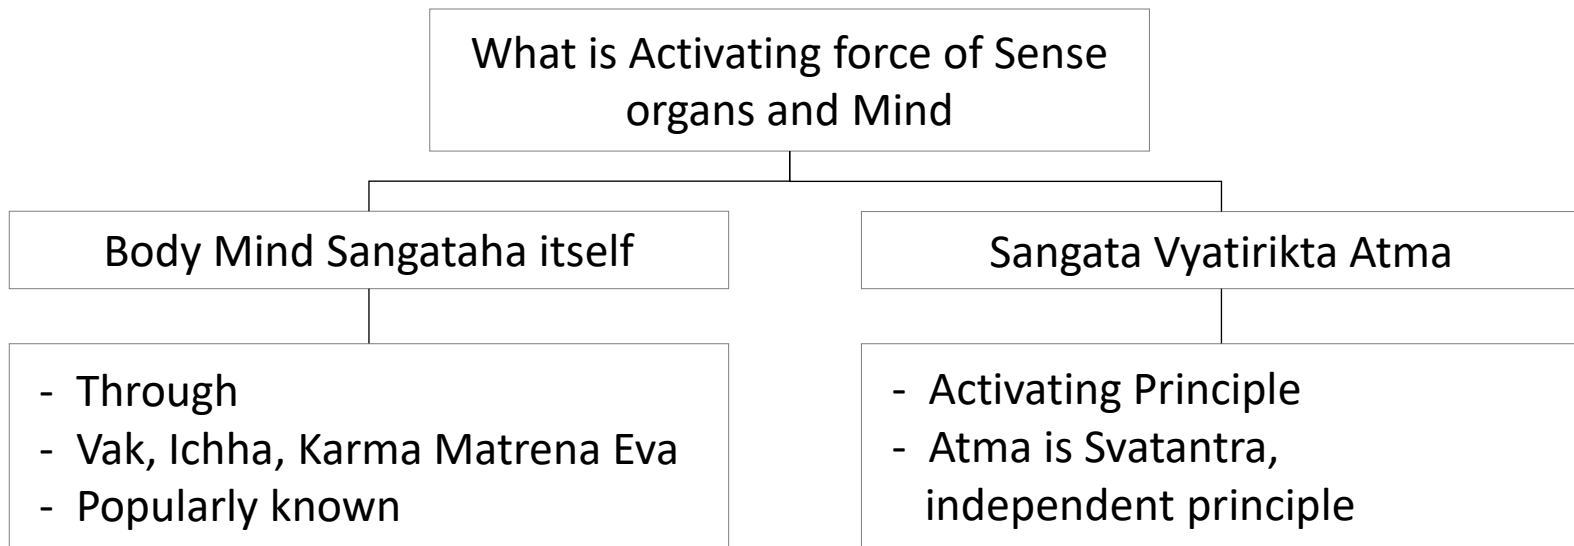 What is Activating force of Sense
organs and Mind
Body Mind Sangataha itself
Sangata Vyatirikta Atma
- Through
- Vak, Ichha, Karma Matrena Eva
- Popularly known
- Activating Principle
- Atma is Svatantra,
independent principle